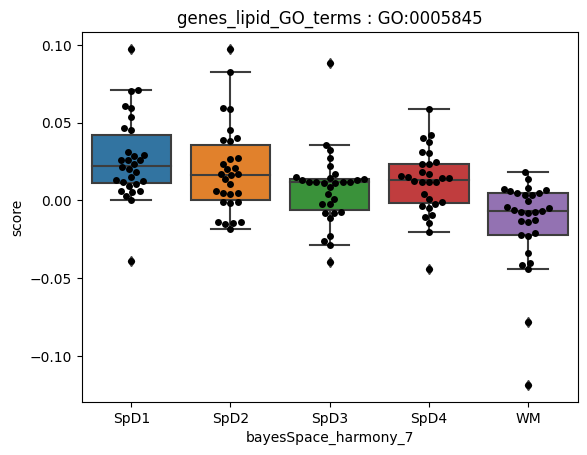 genes_lipid_GO_terms : GO:0005845
0.10
0.05
0.00
−0.05
−0.10
score
SpD1 SpD2 SpD3 SpD4 WM
bayesSpace_harmony_7